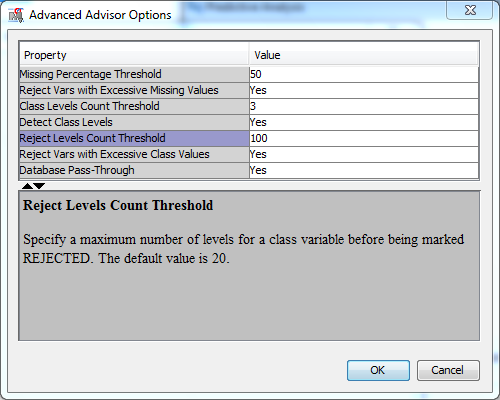 Try Predictive Analysis
Advanced Advisor Options
Property Value
Missing Percentage Threshold 50
Reject Vars with Excessive Missing Values Yes
Class Levels Count Threshold 3
Detect Class Levels Yes
Reject Levels Count Threshold 100
Reject Vars with Excessive Class Values Yes
Database Pass-Through Yes
Reject Levels Count Threshold
Specify a maximum number of levels for a class variable before being marked
REJECTED. The default value is 20.
OK Cancel